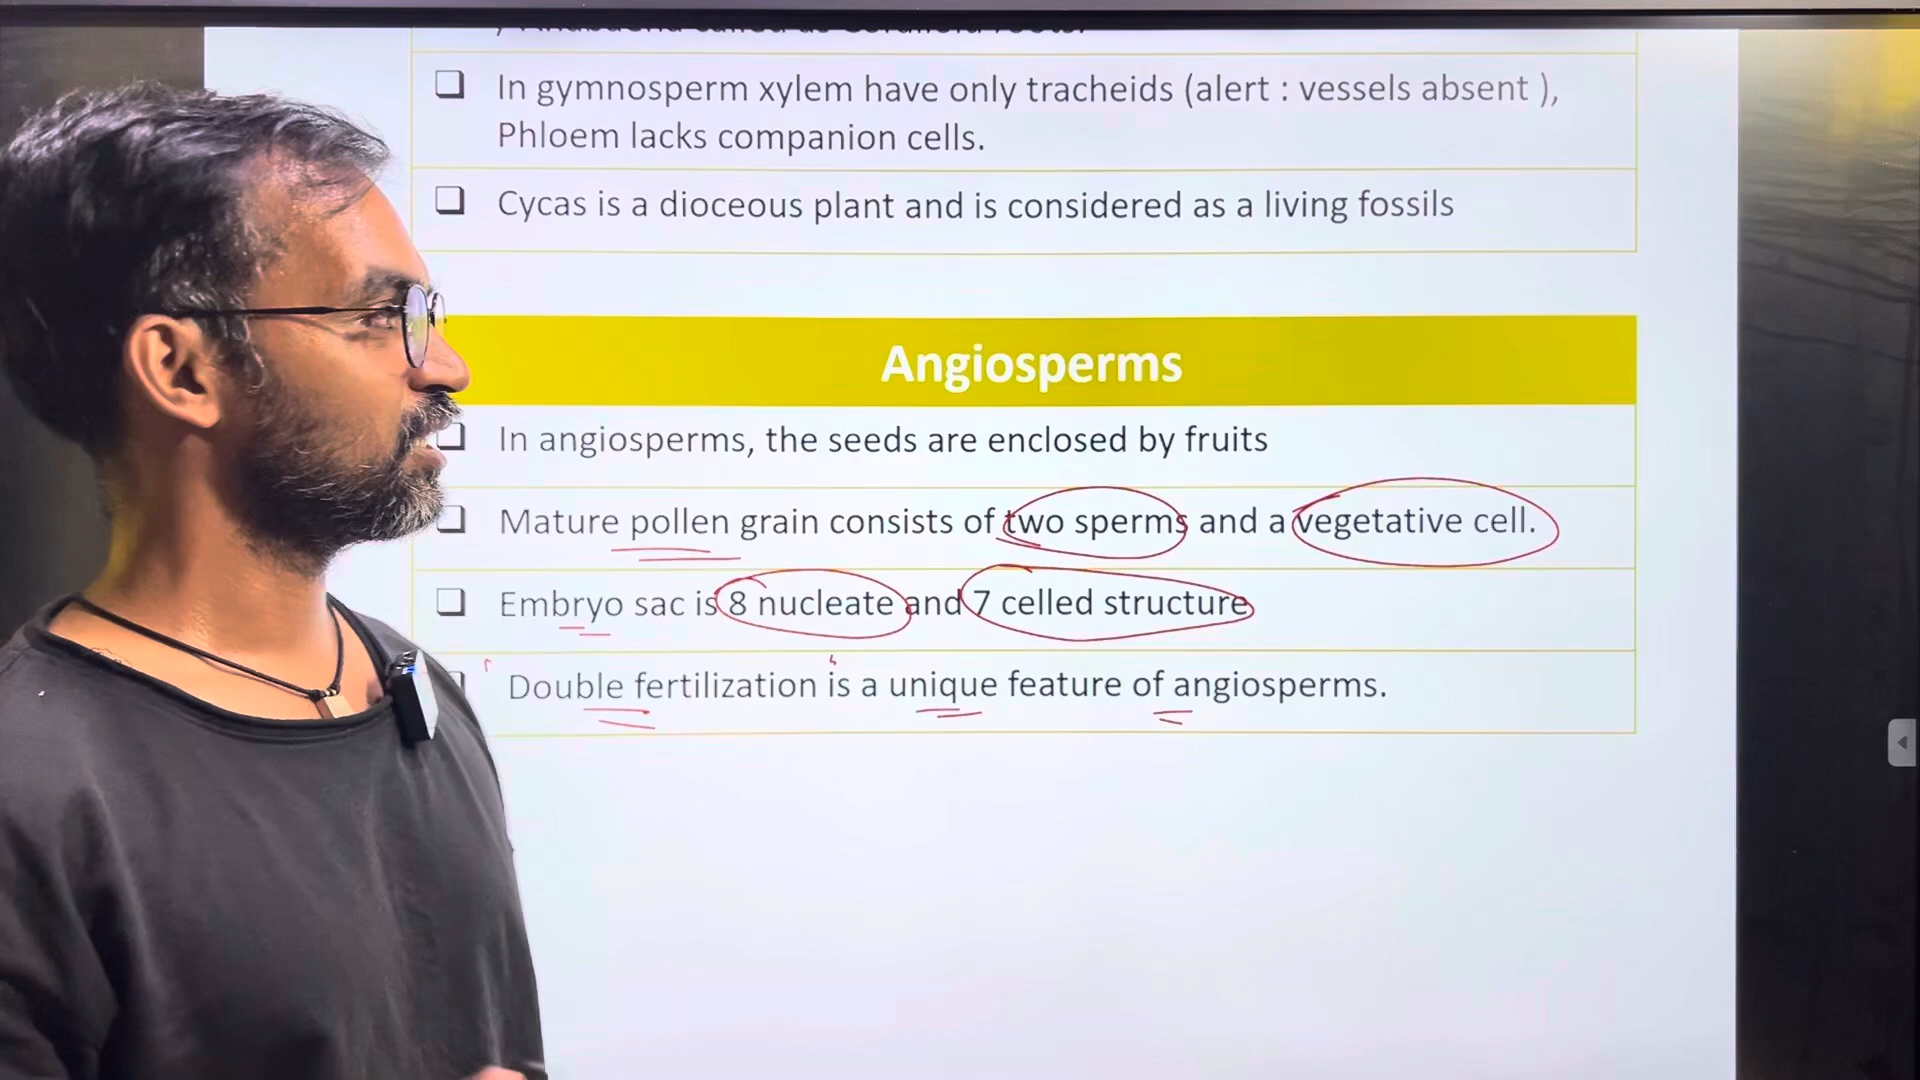 In gymnosperm xylem have only tracheids (alert : vessels absent ),
Phloem lacks companion cells.
Cycas is a dioceous plant and is considered as a living fossils
Angiosperms
In angiosperms, the seeds are enclosed by fruits
Mature pollen grain consists of two sperms and a vegetative cell.
Embryo sac is 8 nucleate and 7 celled structure
Double fertilization is a unique feature of angiosperms.